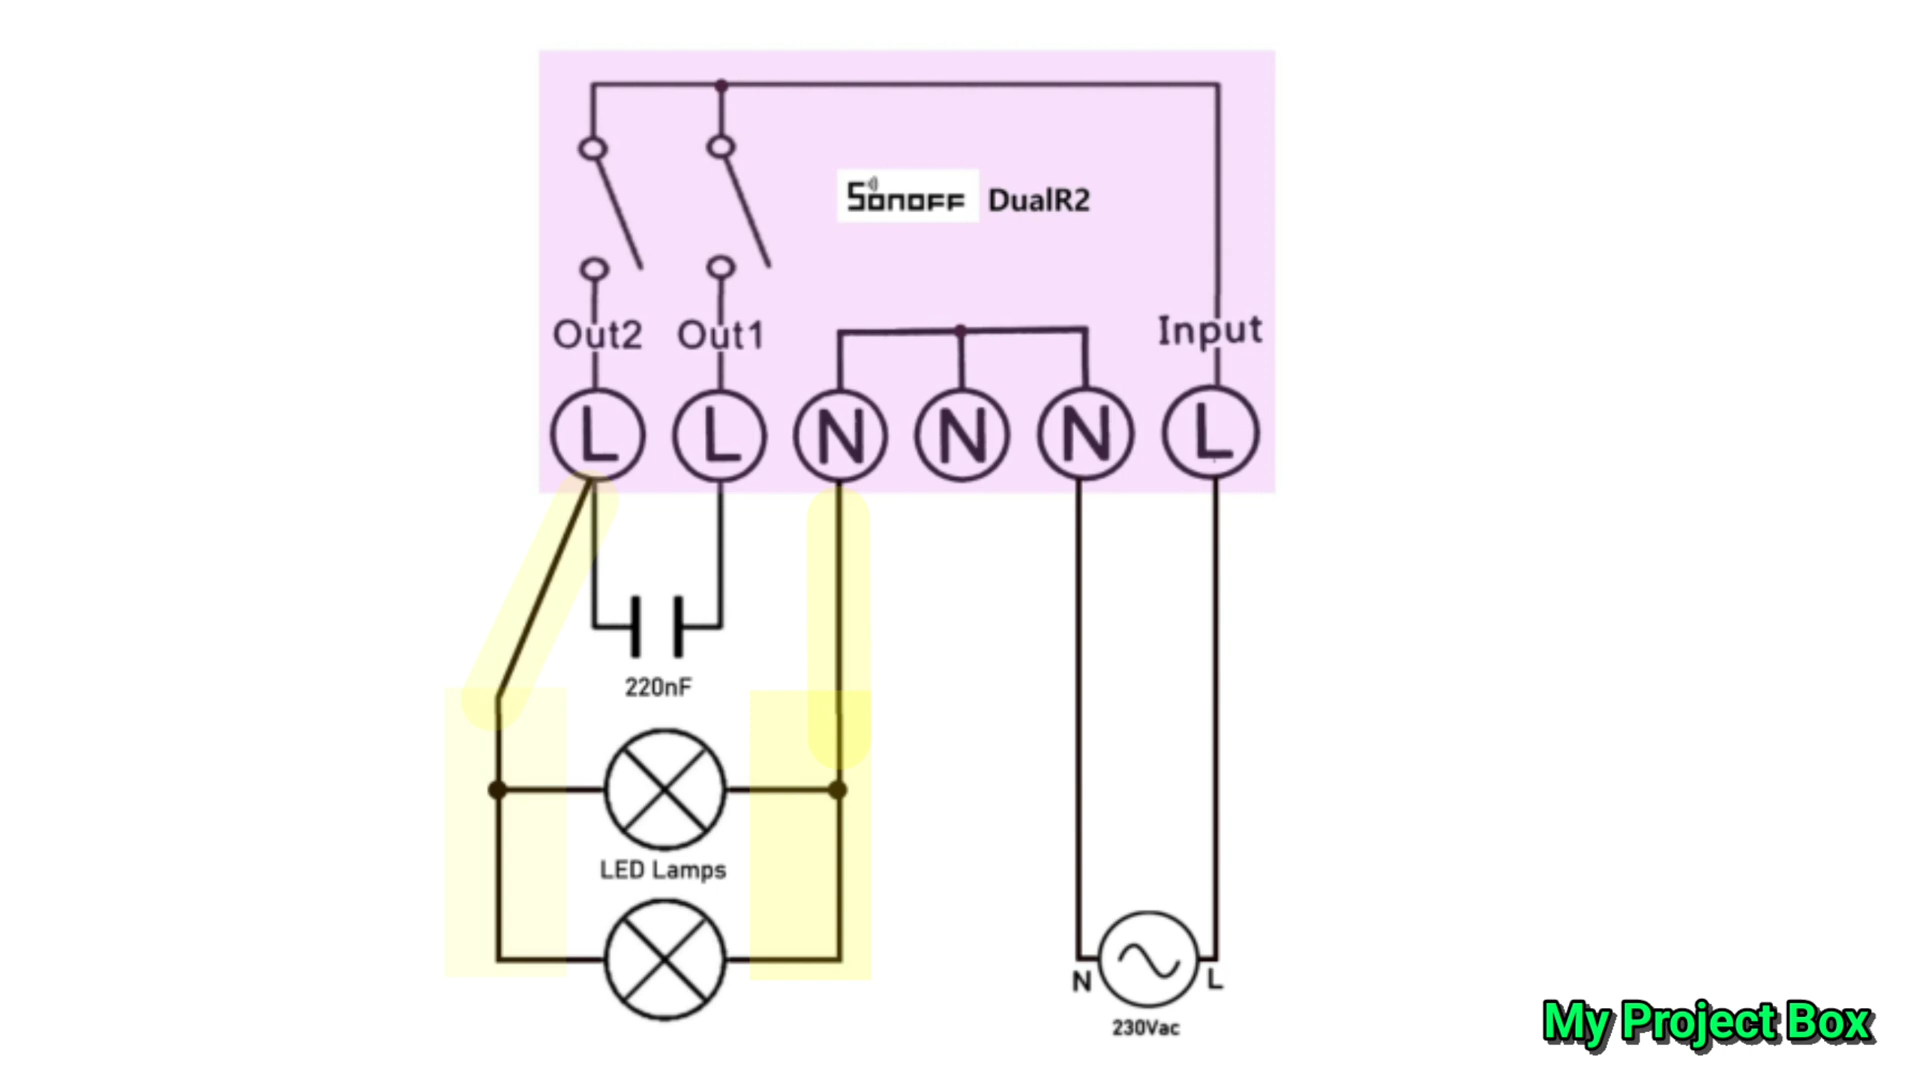 SONOFF DualR2
Out2 Out1 Input
L L N N N L
220nF
LED Lamps
N L
230Vac
My Project Box